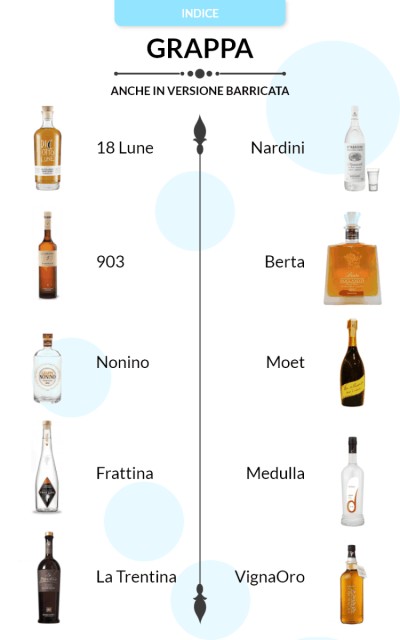 INDICE
GRAPPA
ANCHE IN VERSIONE BARRICATA
18 Lune
Nardini
903
Berta
Nonino
Moet
Frattina
Medulla
La Trentina
VignaOro